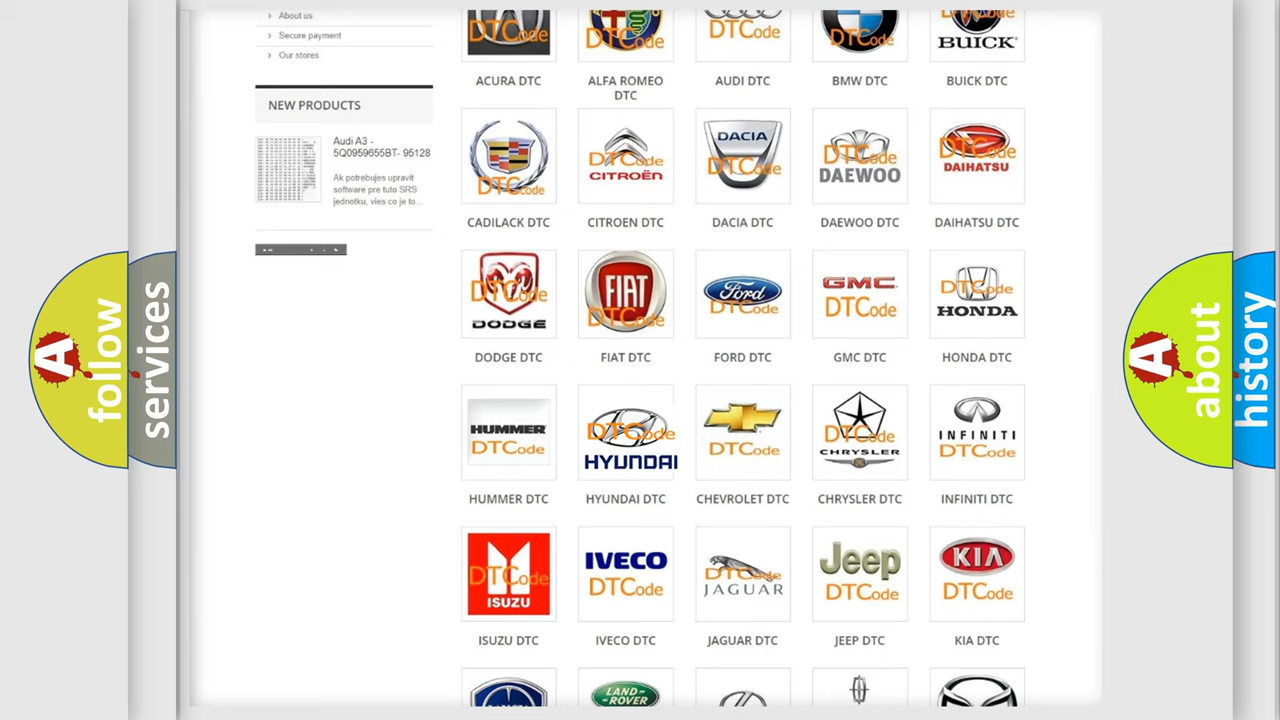 About us
Secure payment
Our stores
NEW PRODUCTS
Audi A3 -
5Q0959655BT- 95128
Ak potrebujes upravit
software pre tuto SRS
jednotku, vies co je to...
DTCode
DTCode
DTCode
DTCode
BUICK
ACURA DTC
ALFA ROMEO
DTC
AUDI DTC
BMW DTC
BUICK DTC
DTCode
DTCode
CITROËN
DACIA
DTCode
DTCode
DAEWOO
DTCode
DAIHATSU
CADILACK DTC
CITROEN DTC
DACIA DTC
DAEWOO DTC
DAIHATSU DTC
DTCode
DODGE
FIAT
DTCode
Ford
DTCode
GMC
DTCode
DTCode
HONDA
DODGE DTC
FIAT DTC
FORD DTC
GMC DTC
HONDA DTC
HUMMER
DTCode
DTCode
HYUNDAI
DTCode
DTCode
CHRYSLER
INFINITI
DTCode
HUMMER DTC
HYUNDAI DTC
CHEVROLET DTC
CHRYSLER DTC
INFINITI DTC
DTCode
ISUZU
IVECO
DTCode
DTCode
JAGUAR
Jeep
DTCode
KIA
DTCode
ISUZU DTC
IVECO DTC
JAGUAR DTC
JEEP DTC
KIA DTC
LAND-
ROVER
A
follow
services
A
about
history